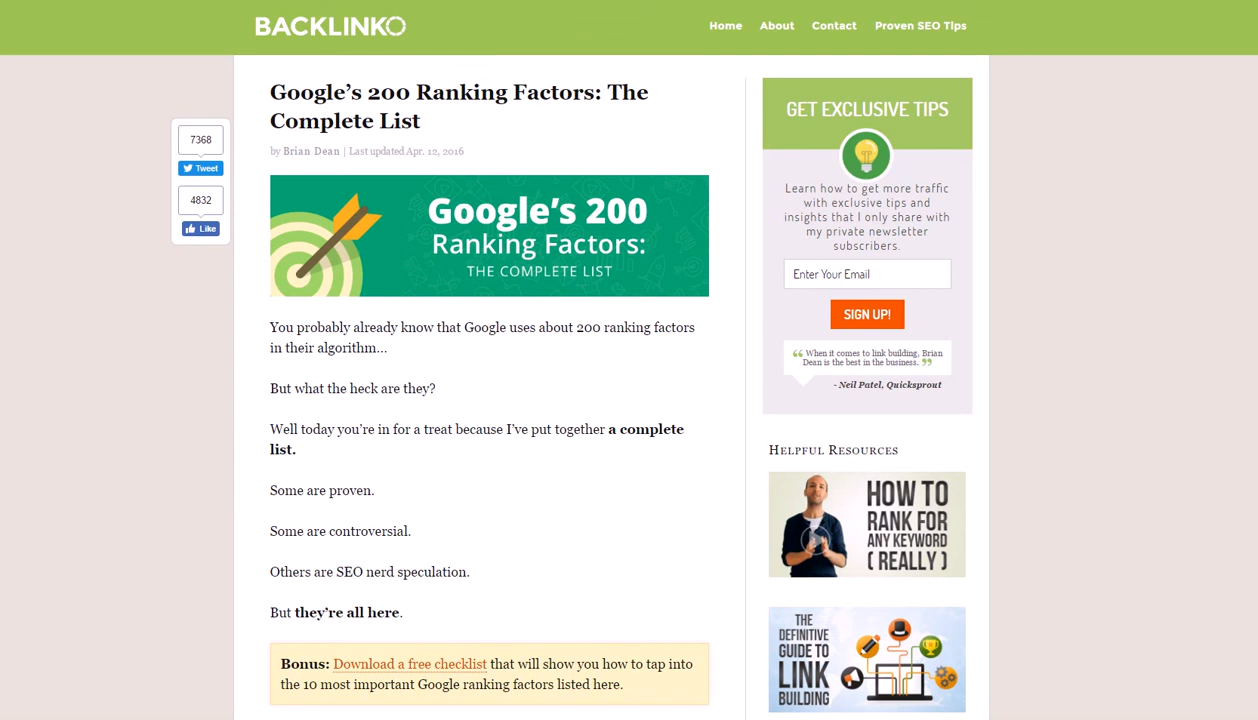 BACKLINKO
Home About Contact Proven SEO Tips
Google's 200 Ranking Factors: The
Complete List
by Brian Dean | Last updated Apr. 12, 2016
7368
Tweet
4832
Like
Google's 200
Ranking Factors:
THE COMPLETE LIST
You probably already know that Google uses about 200 ranking factors
in their algorithm…
But what the heck are they?
Well today you're in for a treat because I've put together a complete
list.
Some are proven.
Some are controversial.
Others are SEO nerd speculation.
But they're all here.
Bonus: Download a free checklist that will show you how to tap into
the 10 most important Google ranking factors listed here.
GET EXCLUSIVE TIPS
Learn how to get more traffic
with exclusive tips and
insights that I only share with
my private newsletter
subscribers.
Enter Your Email
SIGN UP!
“ When it comes to link building, Brian
Dean is the best in the business. ”
- Neil Patel, Quicksprout
HELPFUL RESOURCES
HOW TO
RANK FOR
ANY KEYWORD
( REALLY )
THE
DEFINITIVE
GUIDE TO
LINK
BUILDING